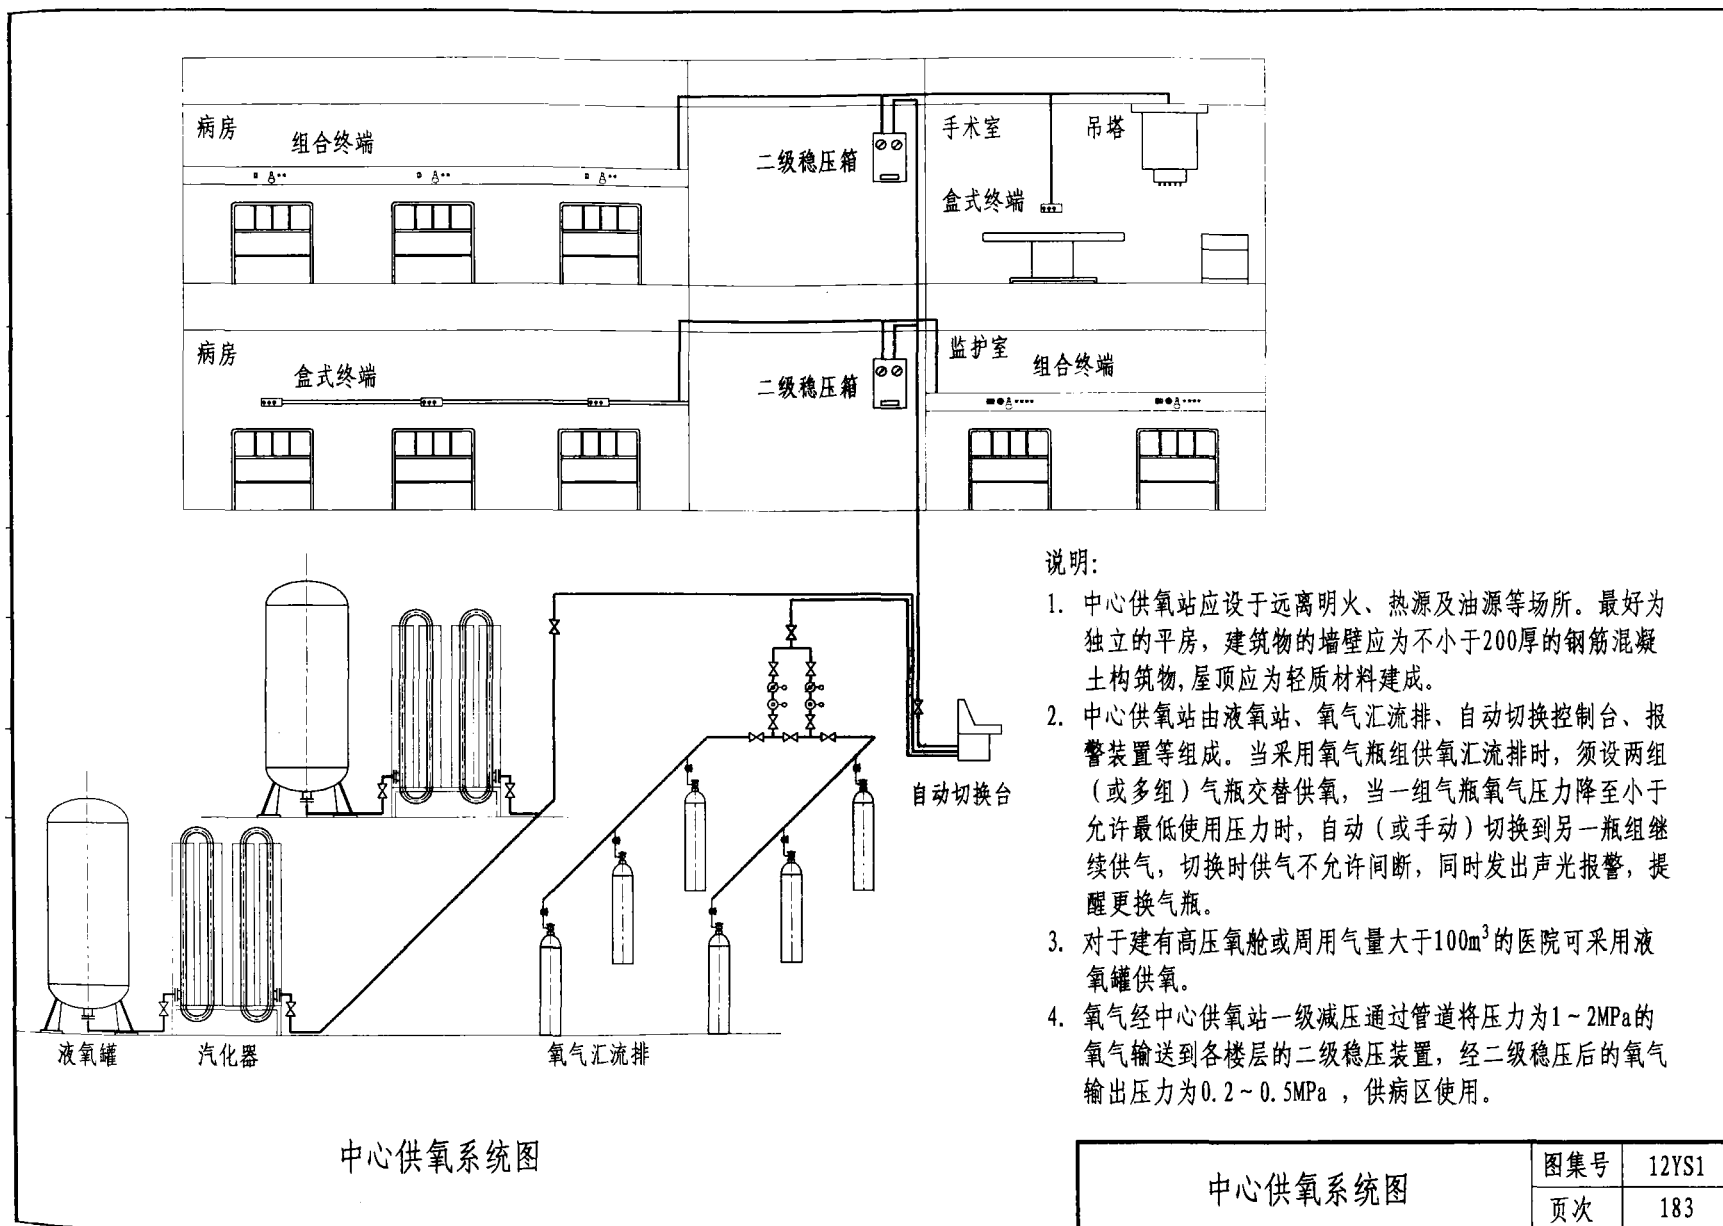 病房
组合终端
二级稳压箱
手术室
吊塔
盒式终端
病房
盒式终端
二级稳压箱
监护室
组合终端
自动切换台
液氧罐
汽化器
氧气汇流排
中心供氧系统图
说明:
1. 中心供氧站应设于远离明火、热源及油源等场所。最好为
独立的平房，建筑物的墙壁应为不小于200厚的钢筋混凝
土构筑物,屋顶应为轻质材料建成。
2. 中心供氧站由液氧站、氧气汇流排、自动切换控制台、报
警装置等组成。当采用氧气瓶组供氧汇流排时，须设两组
（或多组）气瓶交替供氧，当一组气瓶氧气压力降至小于
允许最低使用压力时，自动（或手动）切换到另一瓶组继
续供气，切换时供气不允许间断，同时发出声光报警，提
醒更换气瓶。
3. 对于建有高压氧舱或周用气量大于100m³的医院可采用液
氧罐供氧。
4. 氧气经中心供氧站一级减压通过管道将压力为1~2MPa的
氧气输送到各楼层的二级稳压装置，经二级稳压后的氧气
输出压力为0.2~0.5MPa ，供病区使用。
中心供氧系统图
图集号 12YS1
页次 183